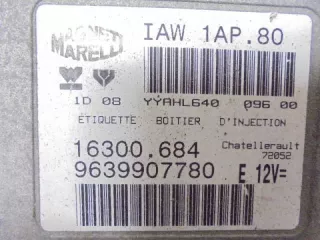 MAGNETI MARELLI
IAW 1AP.80
1D 08 YYAHL640 096 00
ETIQUETTE BOITIER D'INJECTION
16300.684 Chatellerault
72052
9639907780 E 12V=